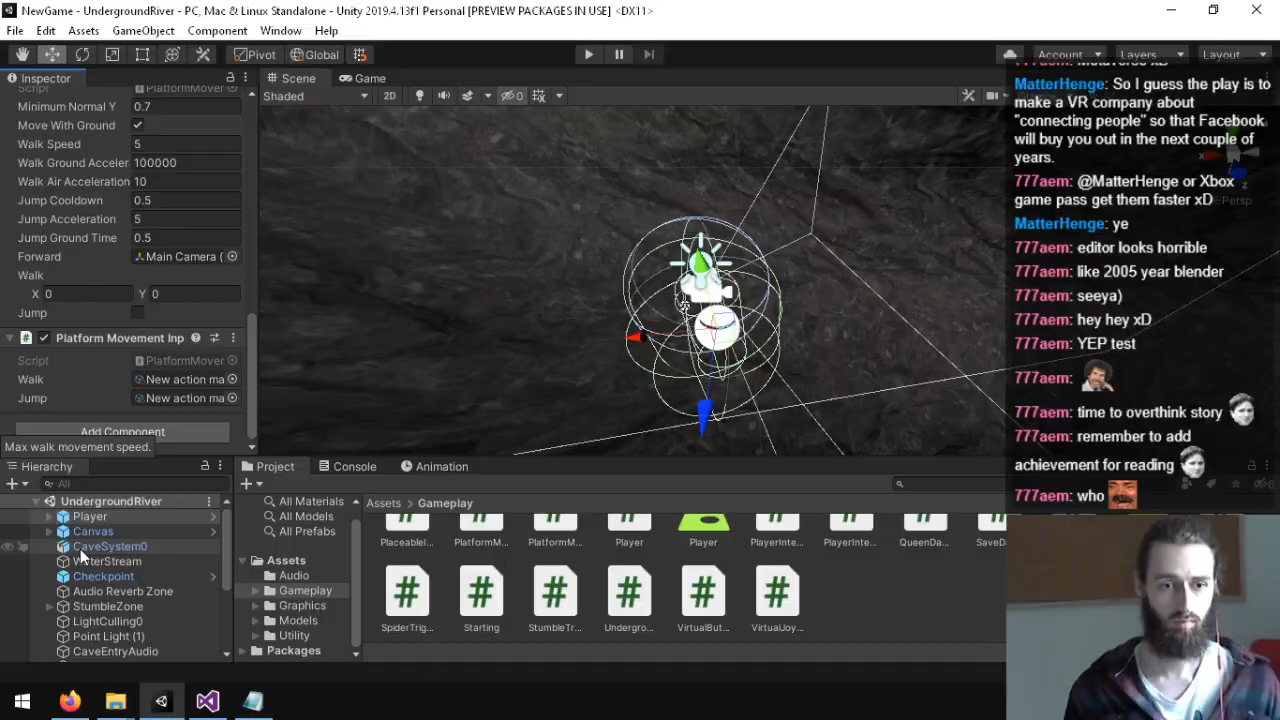 NewGame - UndergroundRiver - PC, Mac & Linux Standalone - Unity 2019.4.13f1 Personal [PREVIEW PACKAGES IN USE] <DX11>
File Edit Assets GameObject Component Window Help
Pivot Global Account Layers Layout
Inspector
Scene Game
Shaded 2D 0
Script PlatformMover
Minimum Normal Y 0.7
Move With Ground
Walk Speed 5
Walk Ground Acceler 100000
Walk Air Acceleration 10
Jump Cooldown 0.5
Jump Acceleration 5
Jump Ground Time 0.5
Forward Main Camera (
Walk
X 0 Y 0
Jump
Platform Movement Inp
Script PlatformMover
Walk New action ma
Jump New action ma
Add Component
Max walk movement speed.
Hierarchy
All
UndergroundRiver
Player
Canvas
CaveSystem0
Stream
Checkpoint
Audio Reverb Zone
StumbleZone
LightCulling0
Point Light (1)
CaveEntryAudio
Project Console Animation
All Materials
All Models
All Prefabs
Assets
Audio
Gameplay
Graphics
Models
Utility
Packages
Assets > Gameplay
PlaceableI... PlatformM... PlatformM... Player Player PlayerInte... PlayerInte... QueenDa... SaveDa
SpiderTrig... Starting StumbleTr... Undergro... VirtualBut... VirtualJoy...
6
Persp
MatterHenge: So I guess the play is to
make a VR company about
"connecting people" so that Facebook
will buy you out in the next couple of
years.
777aem: @MatterHenge or Xbox
game pass get them faster xD
MatterHenge: ye
777aem: editor looks horrible
777aem: like 2005 year blender
777aem: seeya)
777aem: hey hey xD
777aem: YEP test
777aem:
777aem: time to overthink story
777aem: remember to add
achievement for reading
777aem: who